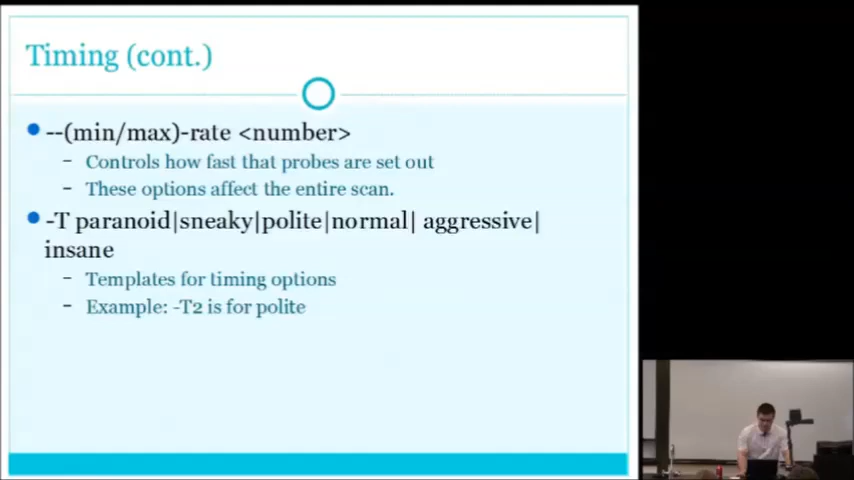 Timing (cont.)
--(min/max)-rate <number>
– Controls how fast that probes are set out
– These options affect the entire scan.
-T paranoid|sneaky|polite|normal| aggressive|
insane
– Templates for timing options
– Example: -T2 is for polite